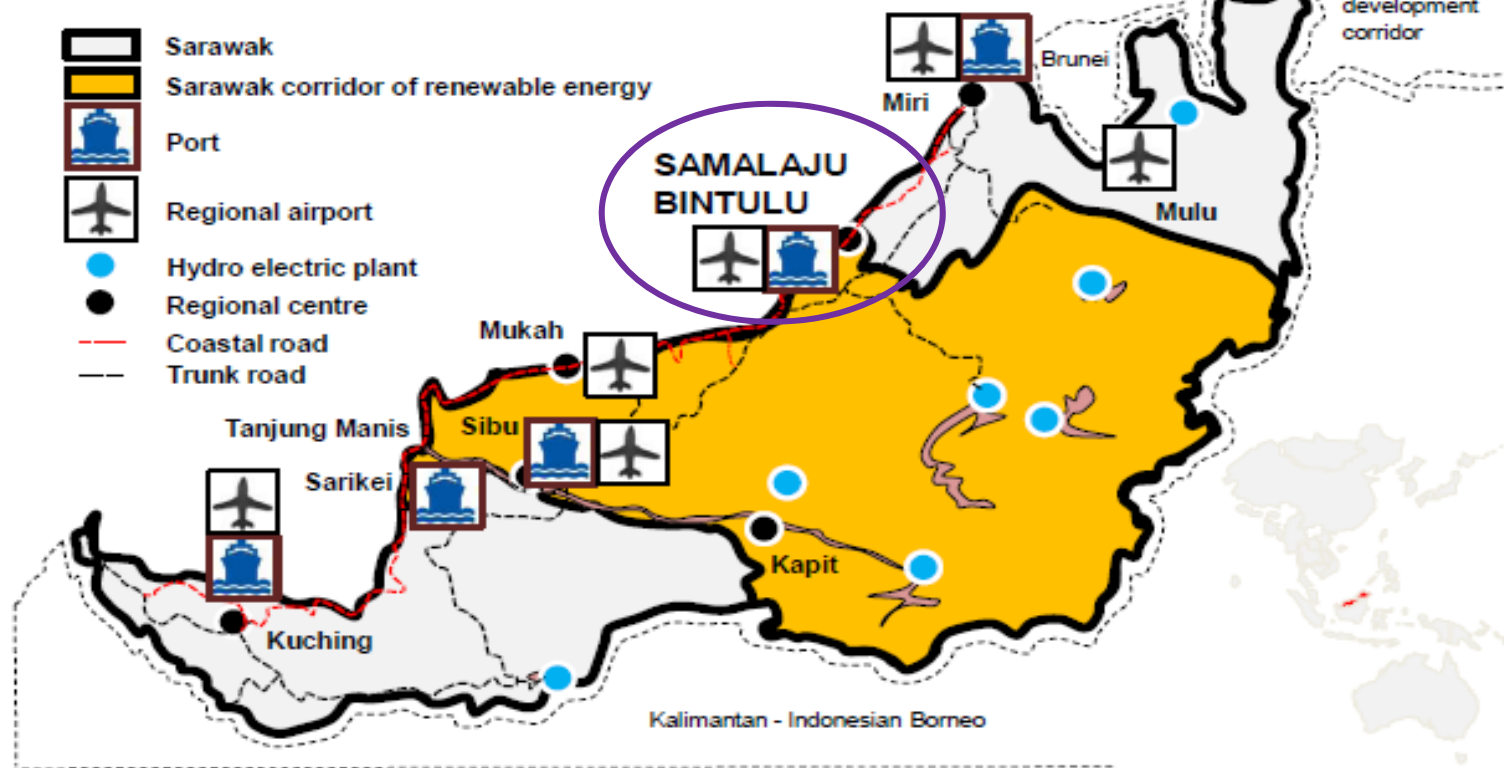 development
corridor
Sarawak
Sarawak corridor of renewable energy
Port
Regional airport
Hydro electric plant
Regional centre
Coastal road
Trunk road
Brunei
Miri
SAMALAJU
BINTULU
Mulu
Mukah
Tanjung Manis
Sibu
Sarikei
Kapit
Kuching
Kalimantan - Indonesian Borneo